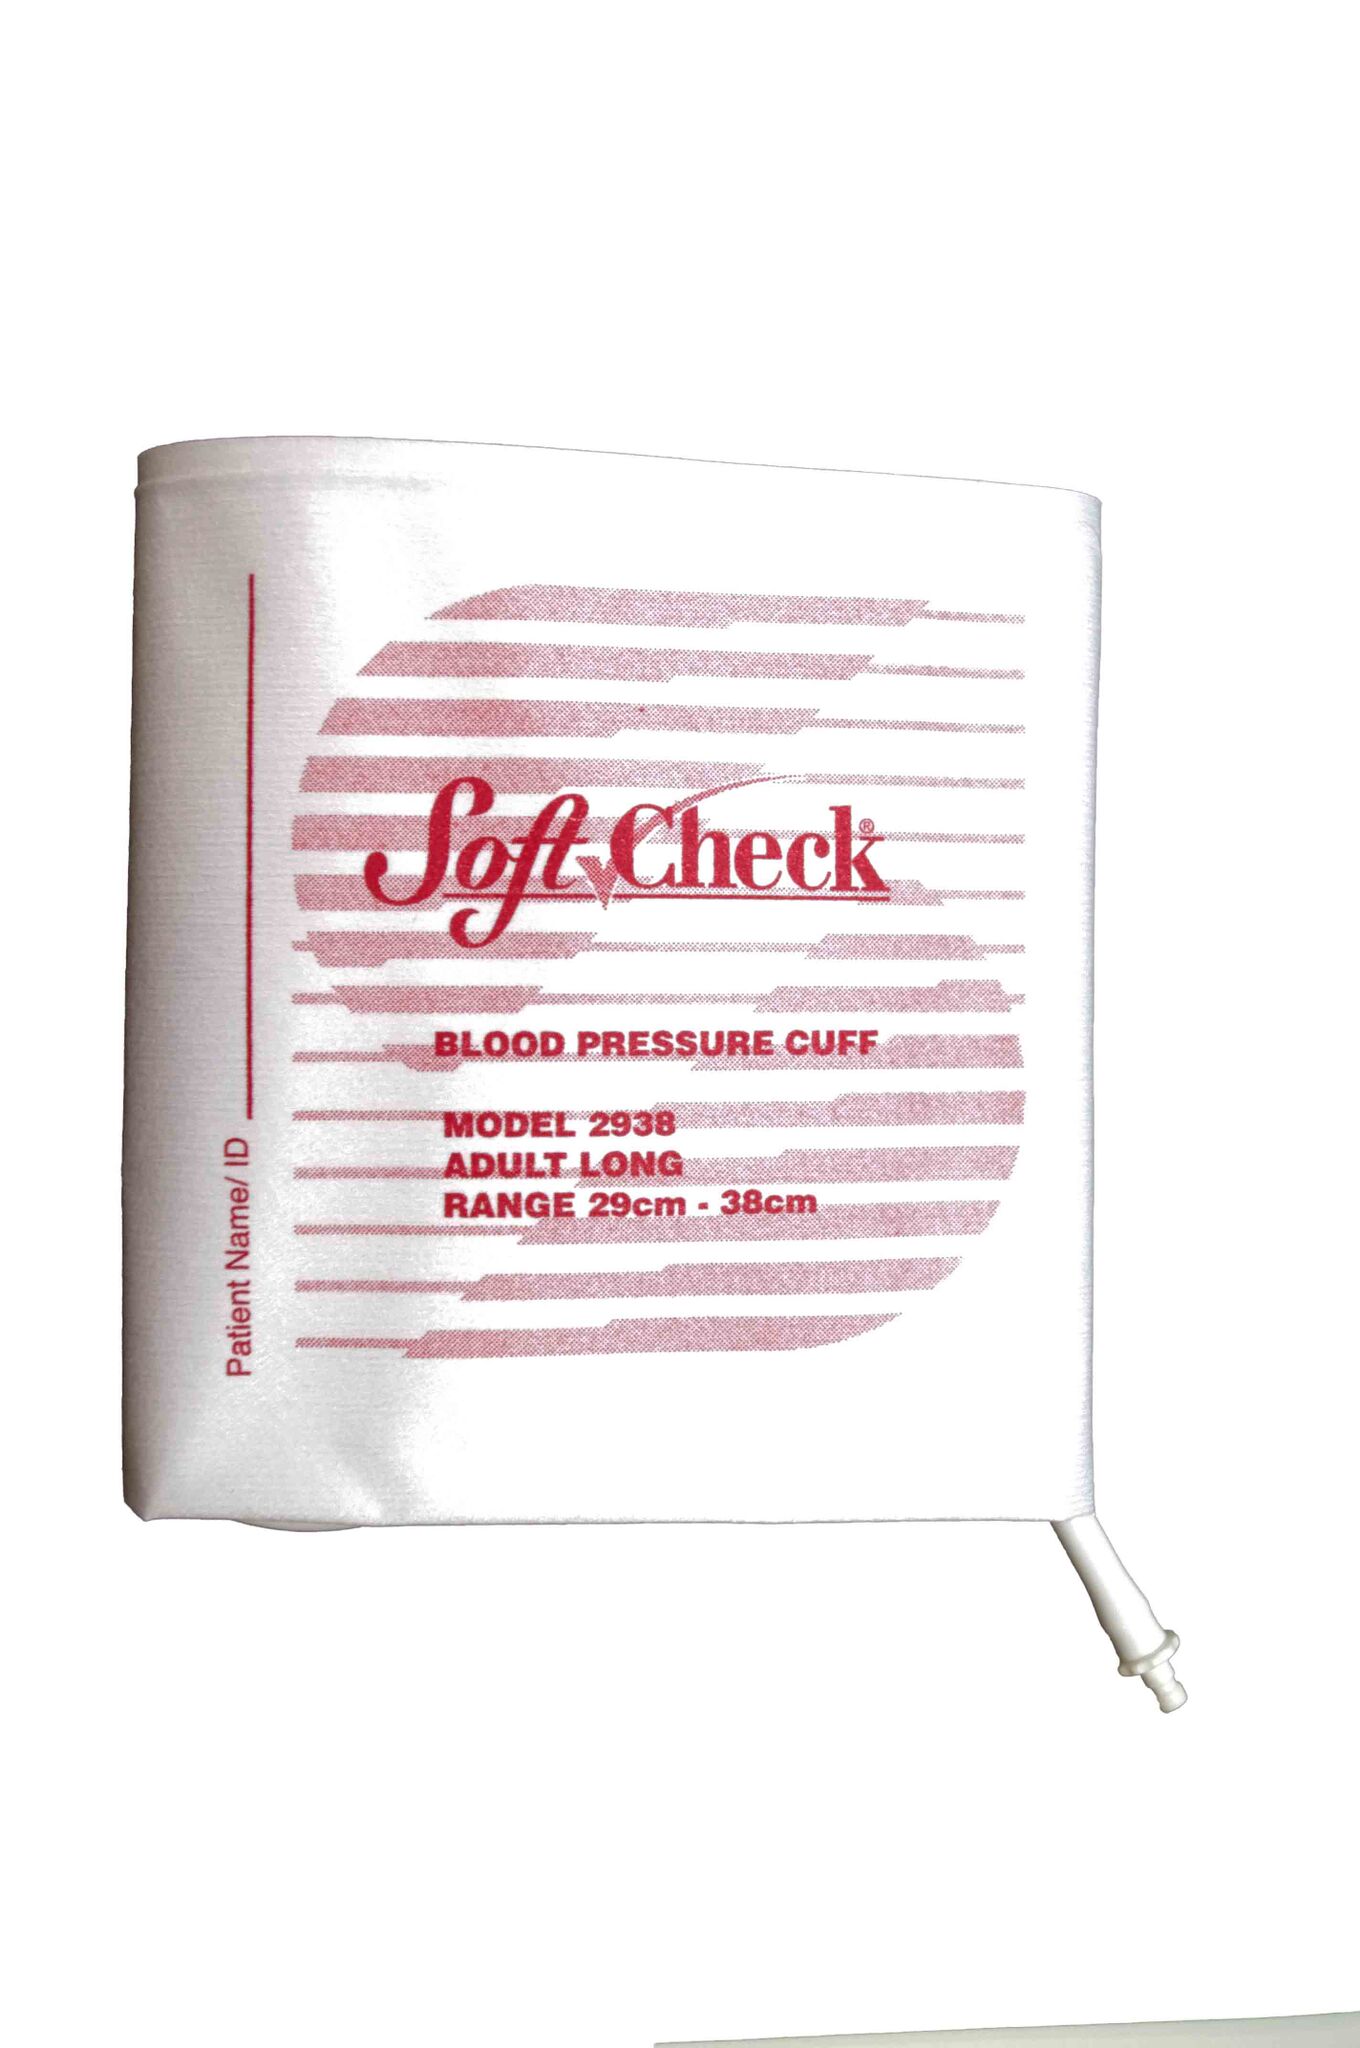 Soft Check®
BLOOD PRESSURE CUFF
MODEL 2938
ADULT LONG
RANGE 29cm - 38cm
Patient Name/ ID